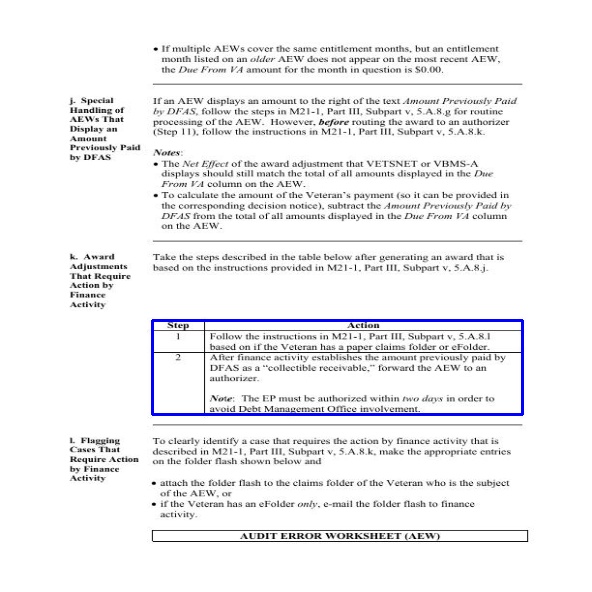 • If multiple AEWs cover the same entitlement months, but an entitlement
month listed on an older AEW does not appear on the most recent AEW,
the Due From VA amount for the month in question is $0.00.
j. Special
Handling of
AEWs That
Display an
Amount
Previously Paid
by DFAS
If an AEW displays an amount to the right of the text Amount Previously Paid
by DFAS, follow the steps in M21-1, Part III, Subpart v, 5.A.8.g for routine
processing of the AEW. However, before routing the award to an authorizer
(Step 11), follow the instructions in M21-1, Part III, Subpart v, 5.A.8.k.
Notes:
• The Net Effect of the award adjustment that VETSNET or VBMS-A
displays should still match the total of all amounts displayed in the Due
From VA column on the AEW.
• To calculate the amount of the Veteran's payment (so it can be provided in
the corresponding decision notice), subtract the Amount Previously Paid by
DFAS from the total of all amounts displayed in the Due From VA column
on the AEW.
k. Award
Adjustments
That Require
Action by
Finance
Activity
Take the steps described in the table below after generating an award that is
based on the instructions provided in M21-1, Part III, Subpart v, 5.A.8.j.
Step Action
1 Follow the instructions in M21-1, Part III, Subpart v, 5.A.8.l
based on if the Veteran has a paper claims folder or eFolder.
2 After finance activity establishes the amount previously paid by
DFAS as a "collectible receivable," forward the AEW to an
authorizer.
Note: The EP must be authorized within two days in order to
avoid Debt Management Office involvement.
l. Flagging
Cases That
Require Action
by Finance
Activity
To clearly identify a case that requires the action by finance activity that is
described in M21-1, Part III, Subpart v, 5.A.8.k, make the appropriate entries
on the folder flash shown below and
• attach the folder flash to the claims folder of the Veteran who is the subject
of the AEW, or
• if the Veteran has an eFolder only, e-mail the folder flash to finance
activity.
AUDIT ERROR WORKSHEET (AEW)